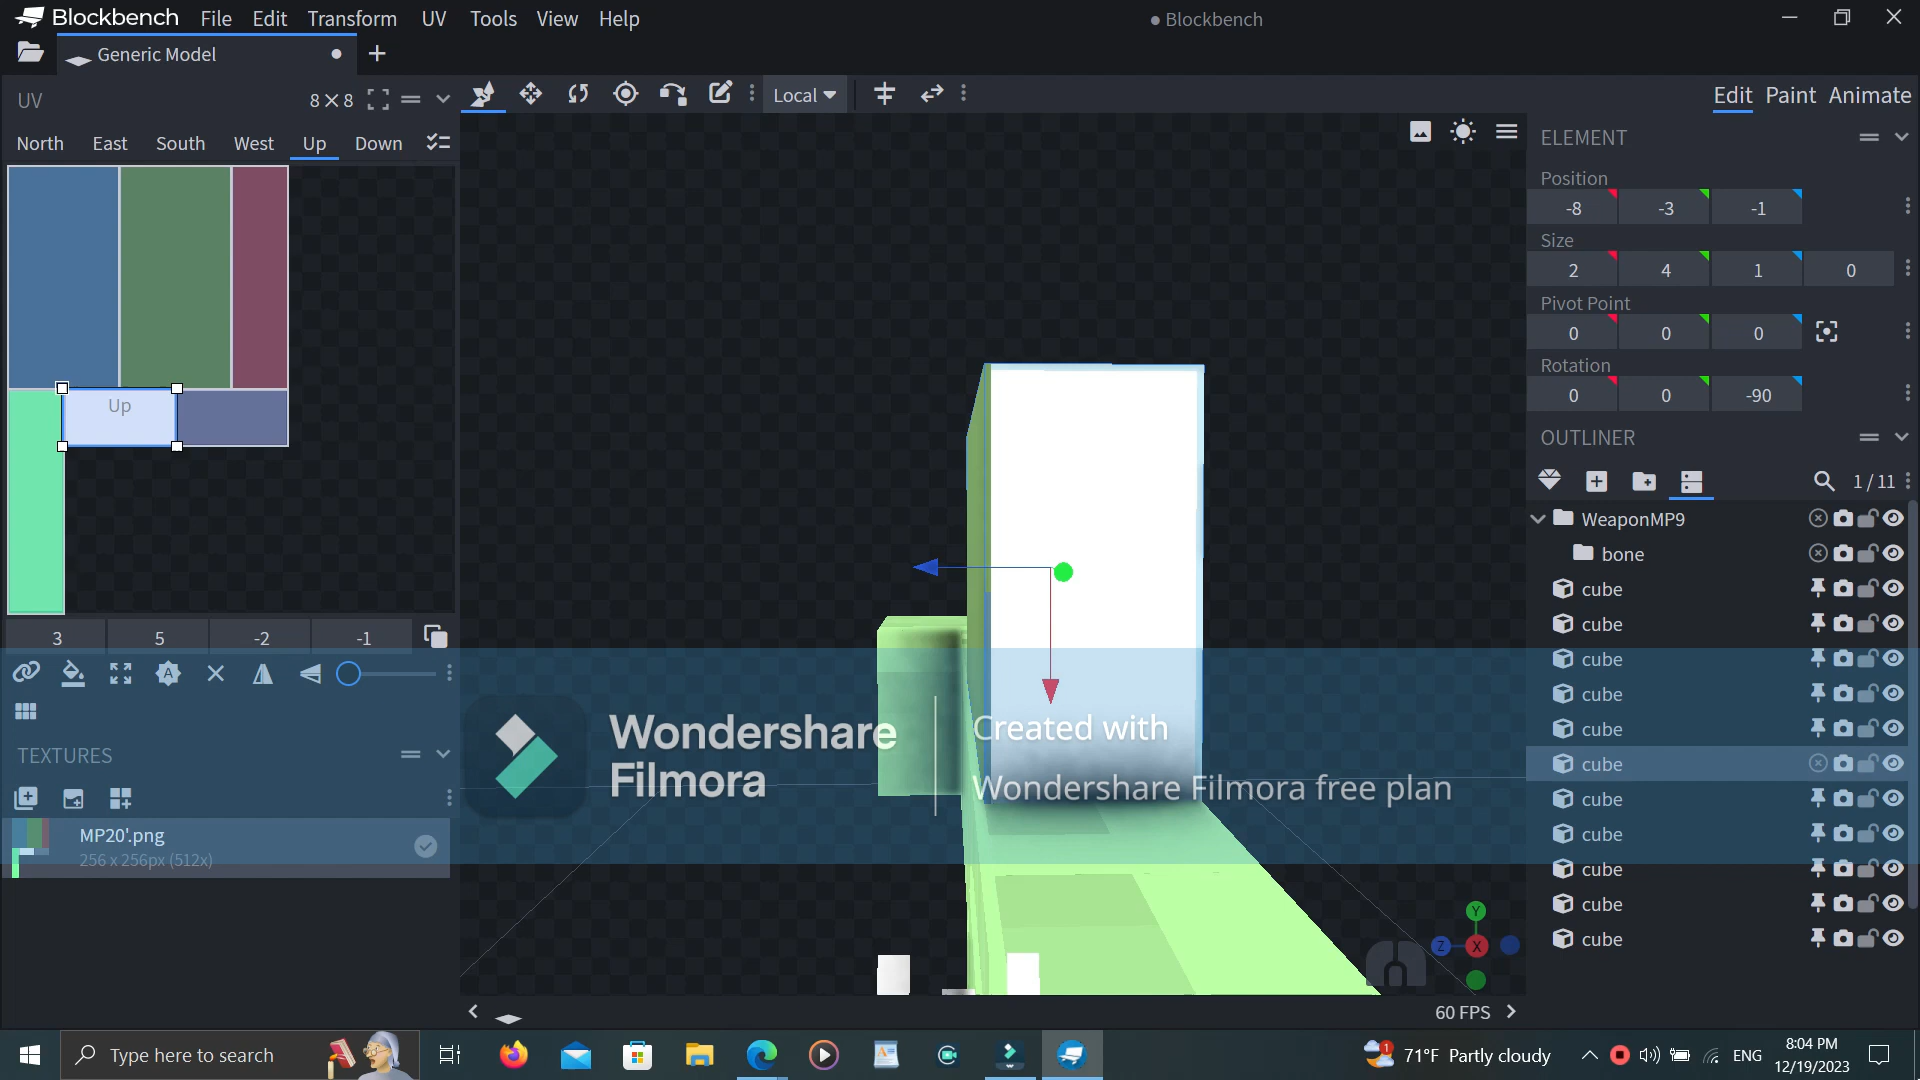 Blockbench File Edit Transform UV Tools View Help
● Blockbench
Generic Model
UV 8×8
Local
Edit Paint Animate
North East South West Up Down
Up
3 5 -2 -1
TEXTURES
MP20'.png
256 x 256px (512x)
ELEMENT
Position
-8 -3 -1
Size
2 4 1 0
Pivot Point
0 0 0
Rotation
0 0 -90
OUTLINER
1 / 11
WeaponMP9
bone
cube
cube
cube
cube
cube
cube
cube
cube
cube
cube
cube
Wondershare
Filmora
Created with
Wondershare Filmora free plan
Y
Z
X
60 FPS
Type here to search
1
71°F Partly cloudy
ENG
8:04 PM
12/19/2023